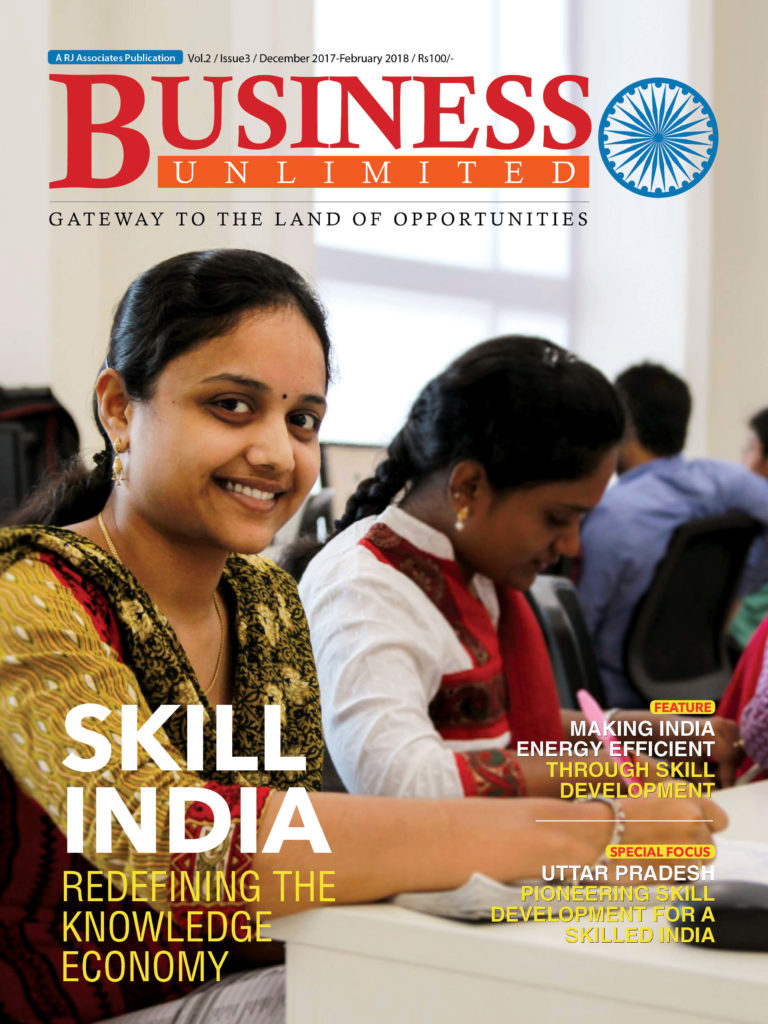 A RJ Associates Publication Vol.2 / Issue3 / December 2017-February 2018 / Rs100/-
BUSINESS
UNLIMITED
GATEWAY TO THE LAND OF OPPORTUNITIES
SKILL
INDIA
REDEFINING THE
KNOWLEDGE
ECONOMY
FEATURE
MAKING INDIA
ENERGY EFFICIENT
THROUGH SKILL
DEVELOPMENT
SPECIAL FOCUS
UTTAR PRADESH
PIONEERING SKILL
DEVELOPMENT FOR A
SKILLED INDIA